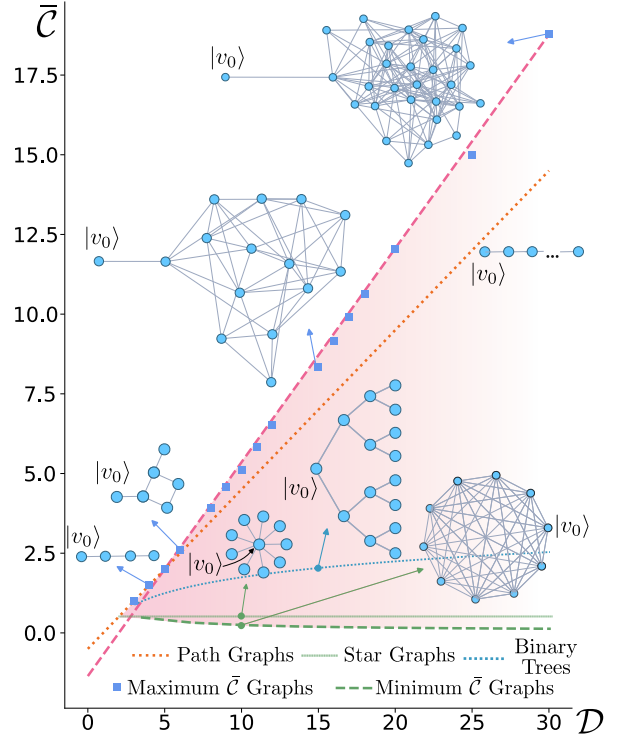 𝒞̄
17.5
15.0
12.5
10.0
7.5
5.0
2.5
0.0
|v₀⟩
|v₀⟩
|v₀⟩
...
|v₀⟩
|v₀⟩
|v₀⟩
|v₀⟩
|v₀⟩
Path Graphs
Star Graphs
Binary
Trees
Maximum 𝒞̄ Graphs
Minimum 𝒞̄ Graphs
0 5 10 15 20 25 30 𝒟